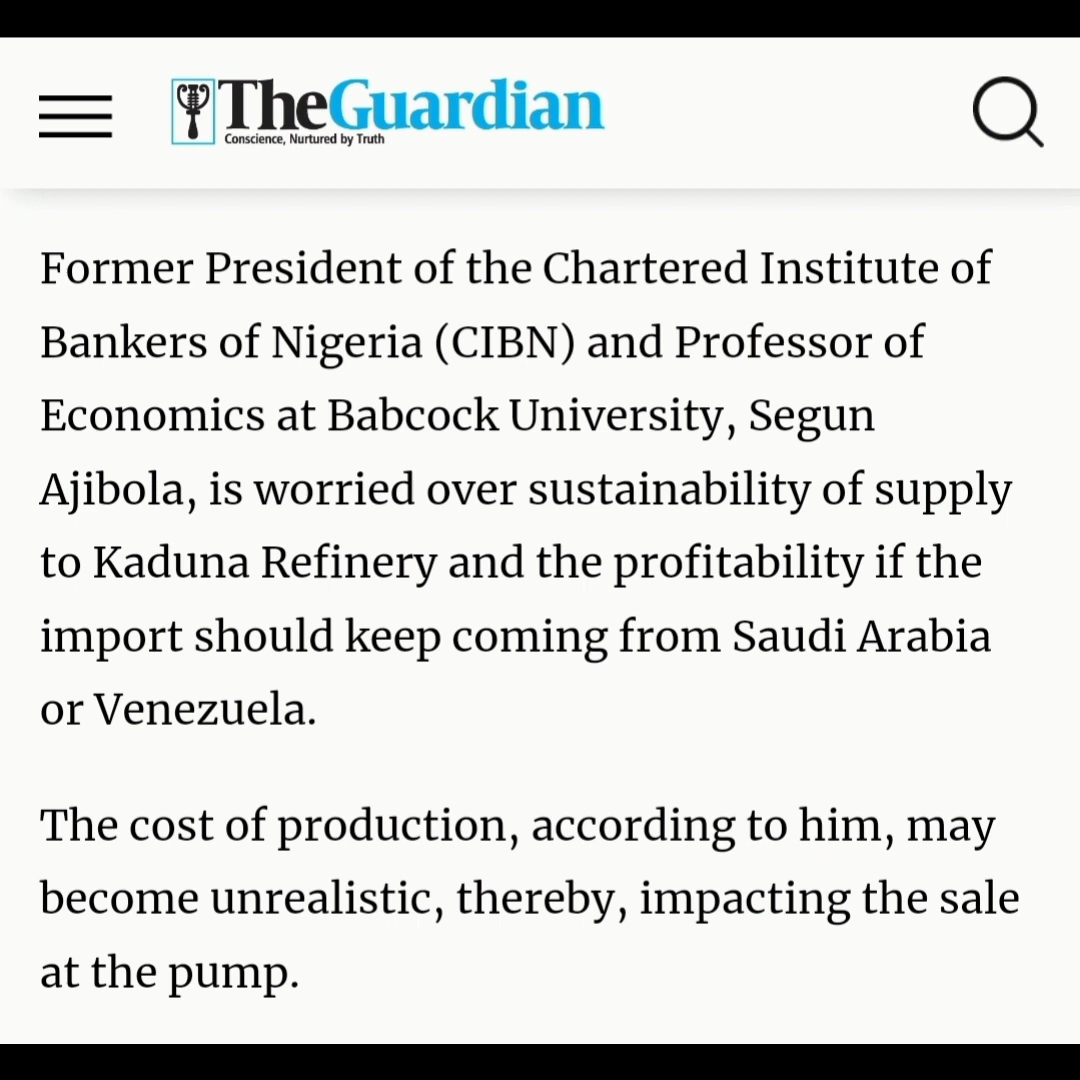 TheGuardian
Conscience, Nurtured by Truth
Former President of the Chartered Institute of
Bankers of Nigeria (CIBN) and Professor of
Economics at Babcock University, Segun
Ajibola, is worried over sustainability of supply
to Kaduna Refinery and the profitability if the
import should keep coming from Saudi Arabia
or Venezuela.
The cost of production, according to him, may
become unrealistic, thereby, impacting the sale
at the pump.